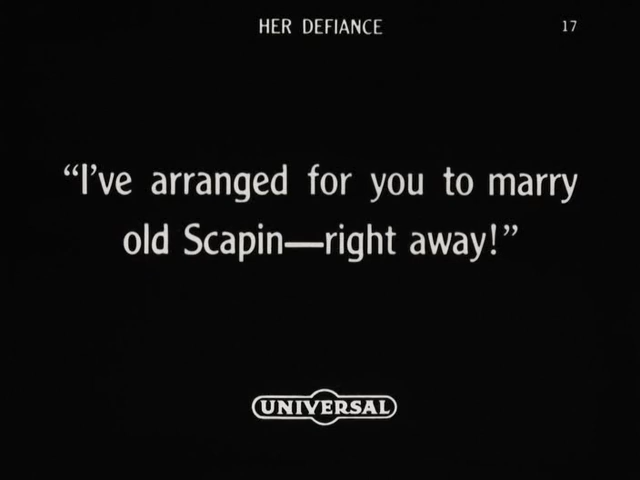 HER DEFIANCE 17
“I’ve arranged for you to marry
old Scapin—right away!”
UNIVERSAL